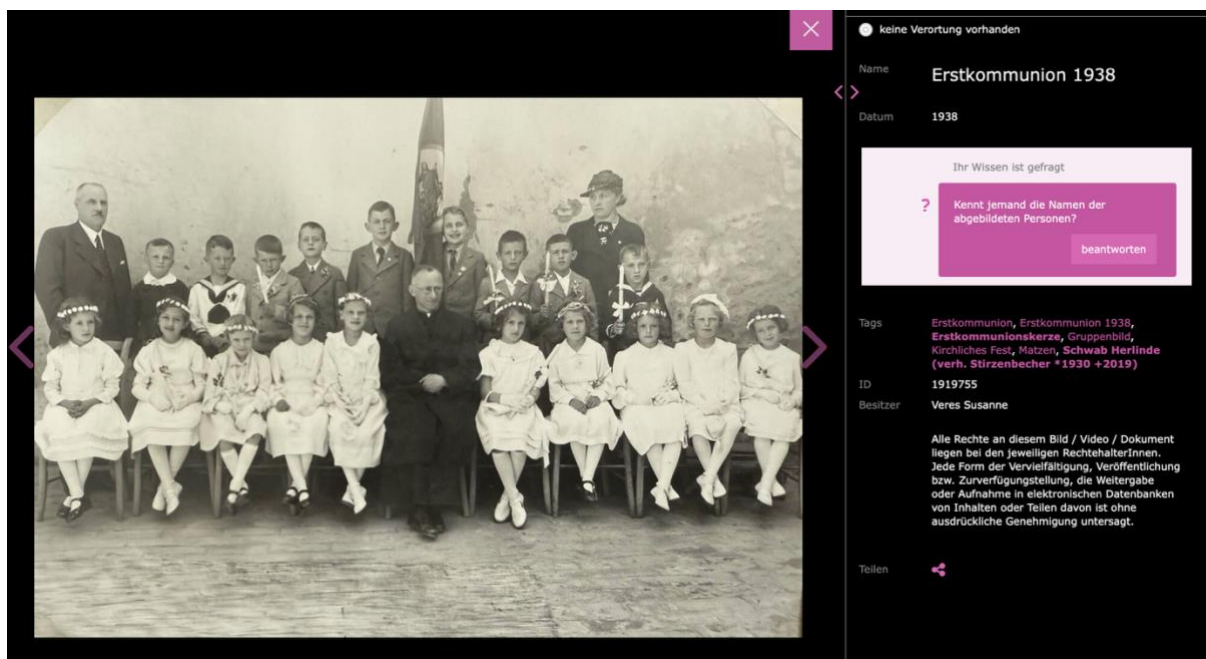 keine Verortung vorhanden
Name
Erstkommunion 1938
Datum
1938
Ihr Wissen ist gefragt
?
Kennt jemand die Namen der
abgebildeten Personen?
beantworten
Tags
Erstkommunion, Erstkommunion 1938,
Erstkommunionskerze, Gruppenbild,
Kirchliches Fest, Matzen, Schwab Herlinde
(verh. Stirzenbecher *1930 +2019)
ID
1919755
Besitzer
Veres Susanne
Alle Rechte an diesem Bild / Video / Dokument
liegen bei den jeweiligen RechtehalterInnen.
Jede Form der Vervielfältigung, Veröffentlichung
bzw. Zurverfügungstellung, die Weitergabe
oder Aufnahme in elektronischen Datenbanken
von Inhalten oder Teilen davon ist ohne
ausdrückliche Genehmigung untersagt.
Teilen